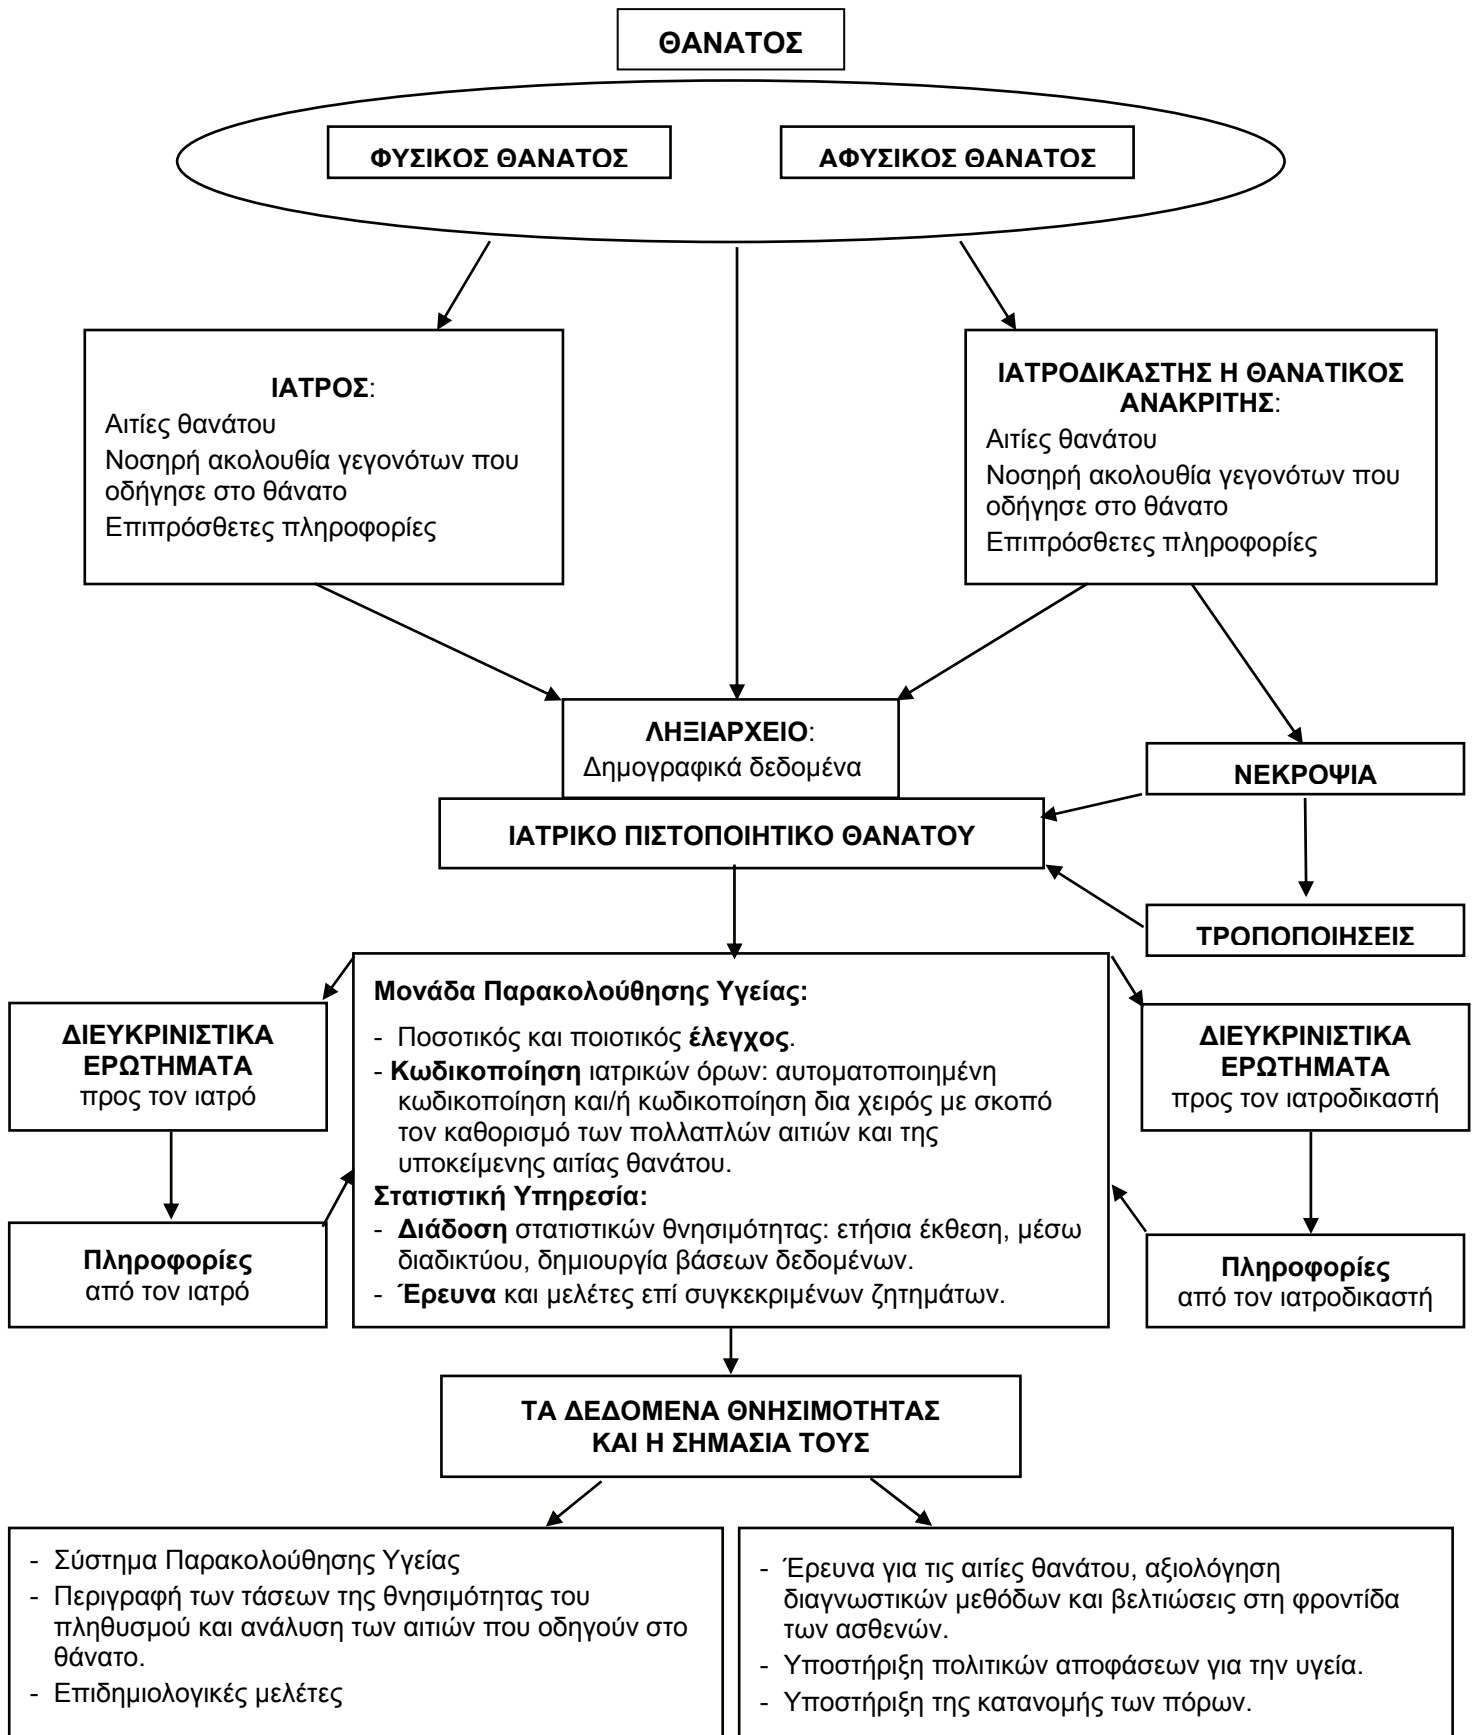 ΘΑΝΑΤΟΣ
ΦΥΣΙΚΟΣ ΘΑΝΑΤΟΣ
ΑΦΥΣΙΚΟΣ ΘΑΝΑΤΟΣ
ΙΑΤΡΟΣ:
Αιτίες θανάτου
Νοσηρή ακολουθία γεγονότων που
οδήγησε στο θάνατο
Επιπρόσθετες πληροφορίες
ΙΑΤΡΟΔΙΚΑΣΤΗΣ Η ΘΑΝΑΤΙΚΟΣ
ΑΝΑΚΡΙΤΗΣ:
Αιτίες θανάτου
Νοσηρή ακολουθία γεγονότων που
οδήγησε στο θάνατο
Επιπρόσθετες πληροφορίες
ΛΗΞΙΑΡΧΕΙΟ:
Δημογραφικά δεδομένα
ΝΕΚΡΟΨΙΑ
ΙΑΤΡΙΚΟ ΠΙΣΤΟΠΟΙΗΤΙΚΟ ΘΑΝΑΤΟΥ
ΤΡΟΠΟΠΟΙΗΣΕΙΣ
ΔΙΕΥΚΡΙΝΙΣΤΙΚΑ
ΕΡΩΤΗΜΑΤΑ
προς τον ιατρό
Μονάδα Παρακολούθησης Υγείας:
- Ποσοτικός και ποιοτικός έλεγχος.
- Κωδικοποίηση ιατρικών όρων: αυτοματοποιημένη
κωδικοποίηση και/ή κωδικοποίηση δια χειρός με σκοπό
τον καθορισμό των πολλαπλών αιτιών και της
υποκείμενης αιτίας θανάτου.
Στατιστική Υπηρεσία:
- Διάδοση στατιστικών θνησιμότητας: ετήσια έκθεση, μέσω
διαδικτύου, δημιουργία βάσεων δεδομένων.
- Έρευνα και μελέτες επί συγκεκριμένων ζητημάτων.
ΔΙΕΥΚΡΙΝΙΣΤΙΚΑ
ΕΡΩΤΗΜΑΤΑ
προς τον ιατροδικαστή
Πληροφορίες
από τον ιατρό
Πληροφορίες
από τον ιατροδικαστή
ΤΑ ΔΕΔΟΜΕΝΑ ΘΝΗΣΙΜΟΤΗΤΑΣ
ΚΑΙ Η ΣΗΜΑΣΙΑ ΤΟΥΣ
- Σύστημα Παρακολούθησης Υγείας
- Περιγραφή των τάσεων της θνησιμότητας του
πληθυσμού και ανάλυση των αιτιών που οδηγούν στο
θάνατο.
- Επιδημιολογικές μελέτες
- Έρευνα για τις αιτίες θανάτου, αξιολόγηση
διαγνωστικών μεθόδων και βελτιώσεις στη φροντίδα
των ασθενών.
- Υποστήριξη πολιτικών αποφάσεων για την υγεία.
- Υποστήριξη της κατανομής των πόρων.